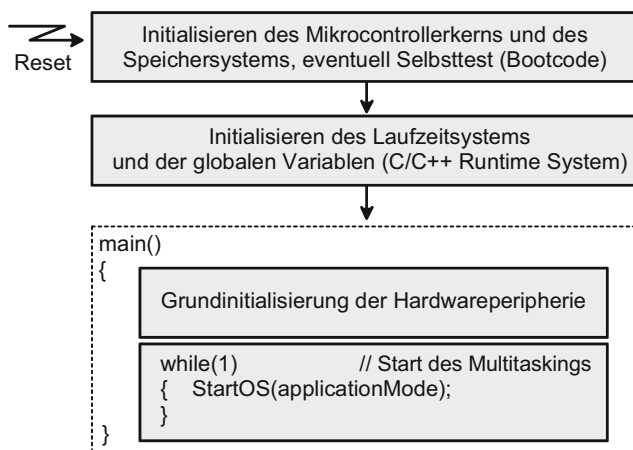 Reset
Initialisieren des Mikrocontrollerkerns und des
Speichersystems, eventuell Selbsttest (Bootcode)
Initialisieren des Laufzeitsystems
und der globalen Variablen (C/C++ Runtime System)
main()
{
Grundinitialisierung der Hardwareperipherie
while(1) // Start des Multitaskings
{ StartOS(applicationMode);
}
}